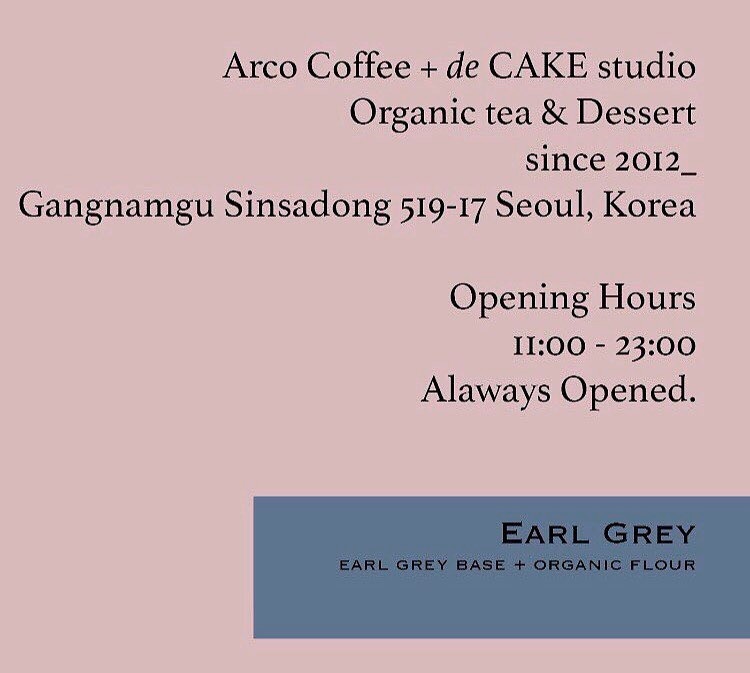 Arco Coffee + de CAKE studio
Organic tea & Dessert
since 2012_
Gangnamgu Sinsadong 519-17 Seoul, Korea
Opening Hours
11:00 - 23:00
Alaways Opened.
EARL GREY
EARL GREY BASE + ORGANIC FLOUR